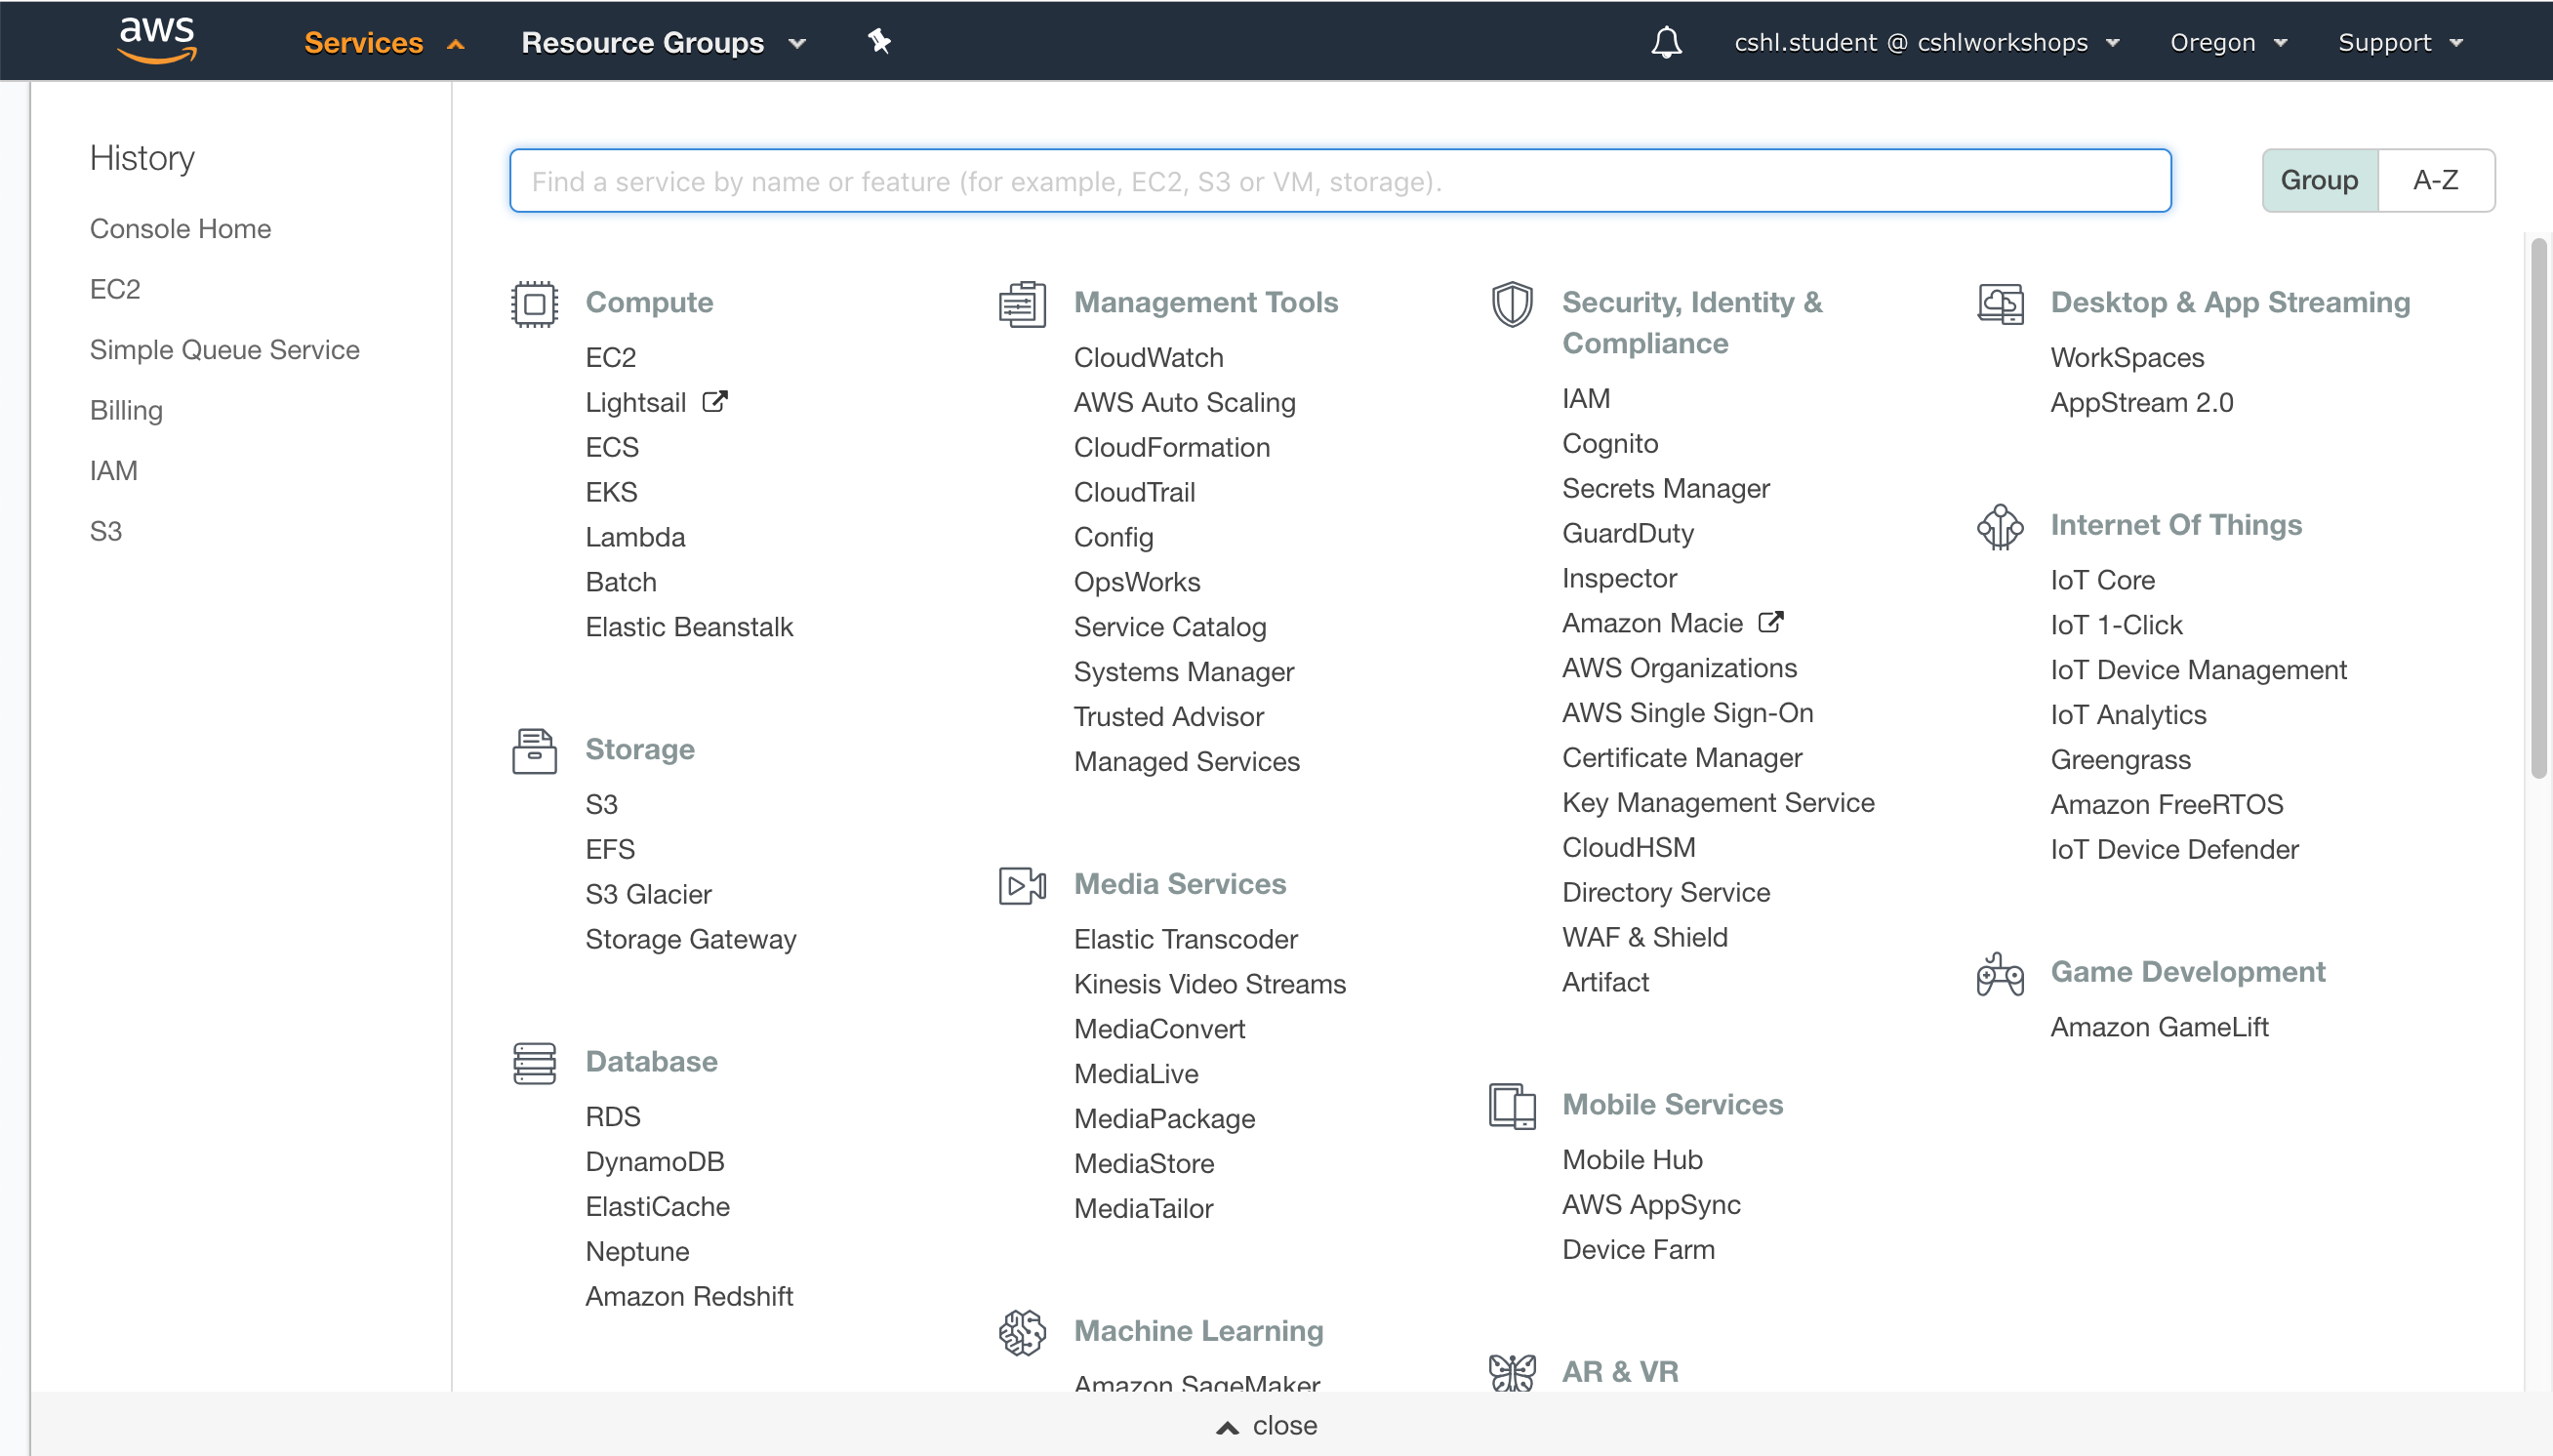 aws
Services
Resource Groups
cshl.student @ cshlworkshops
Oregon
Support
History
Console Home
EC2
Simple Queue Service
Billing
IAM
S3
Find a service by name or feature (for example, EC2, S3 or VM, storage).
Group
A-Z
Compute
EC2
Lightsail
ECS
EKS
Lambda
Batch
Elastic Beanstalk
Storage
S3
EFS
S3 Glacier
Storage Gateway
Database
RDS
DynamoDB
ElastiCache
Neptune
Amazon Redshift
Management Tools
CloudWatch
AWS Auto Scaling
CloudFormation
CloudTrail
Config
OpsWorks
Service Catalog
Systems Manager
Trusted Advisor
Managed Services
Media Services
Elastic Transcoder
Kinesis Video Streams
MediaConvert
MediaLive
MediaPackage
MediaStore
MediaTailor
Machine Learning
Amazon SageMaker
Security, Identity &
Compliance
IAM
Cognito
Secrets Manager
GuardDuty
Inspector
Amazon Macie
AWS Organizations
AWS Single Sign-On
Certificate Manager
Key Management Service
CloudHSM
Directory Service
WAF & Shield
Artifact
Mobile Services
Mobile Hub
AWS AppSync
Device Farm
AR & VR
Desktop & App Streaming
WorkSpaces
AppStream 2.0
Internet Of Things
IoT Core
IoT 1-Click
IoT Device Management
IoT Analytics
Greengrass
Amazon FreeRTOS
IoT Device Defender
Game Development
Amazon GameLift
close